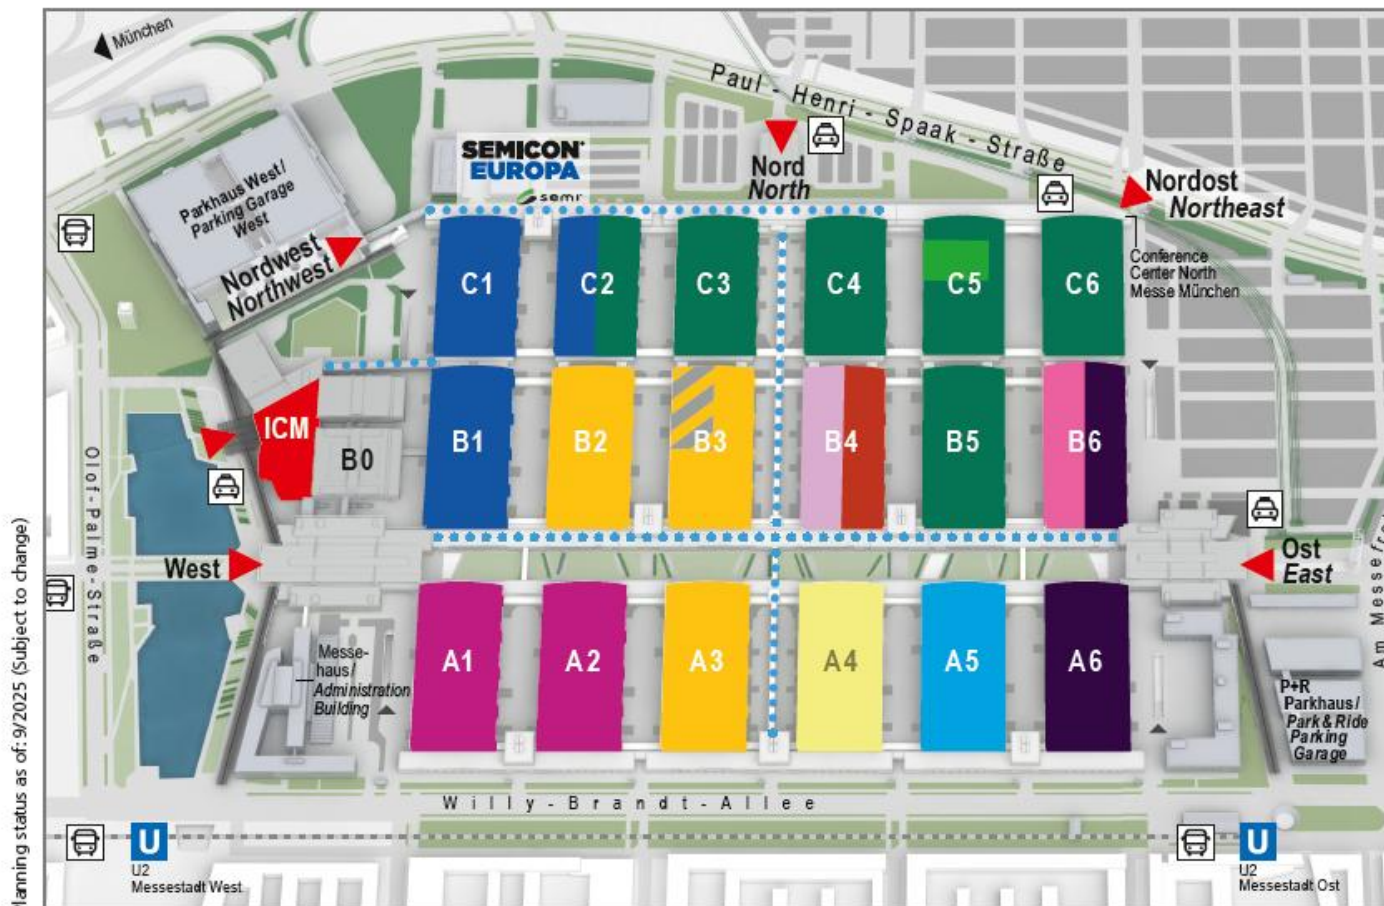 München
Paul - Henri - Spaak - Straße
SEMICON
EUROPA
semi
Nord
North
Nordost
Northeast
Parkhaus West /
Parking Garage
West
Nordwest
Northwest
Conference
Center North
Messe München
C1
C2
C3
C4
C5
C6
ICM
B0
B1
B2
B3
B4
B5
B6
Olof-Palme-Straße
West
Ost
East
A1
A2
A3
A4
A5
A6
Messe-
haus /
Administration
Building
P+R
Parkhaus /
Park & Ride
Parking
Garage
Willy-Brandt-Allee
U
U2
Messestadt West
U
U2
Messestadt Ost
Am
lanning status as of: 9/2025 (Subject to change)